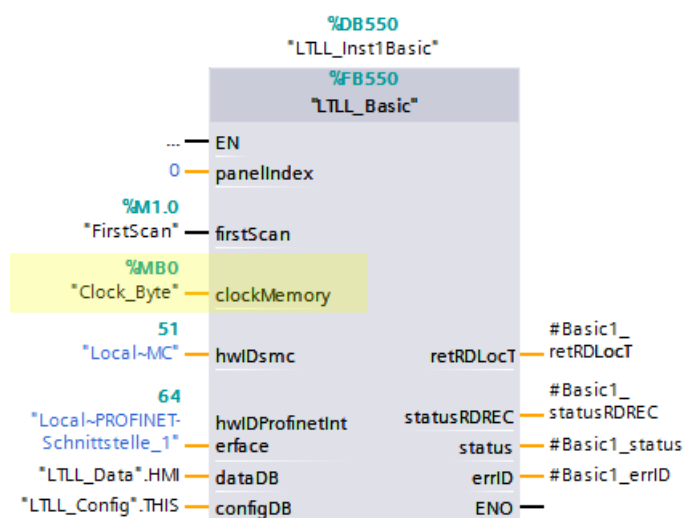 %DB550
"LTLL_Inst1Basic"
%FB550
"LTLL_Basic"
... EN
0 panelIndex
%M1.0
"FirstScan" firstScan
%MB0
"Clock_Byte" clockMemory
51
"Local~MC" hwIDsmc
retRDLocT
#Basic1_
retRDLocT
64
"Local~PROFINET-
Schnittstelle_1"
hwIDProfinetInt
erface
statusRDREC
#Basic1_
statusRDREC
status #Basic1_status
"LTLL_Data".HMI dataDB
errID #Basic1_errID
"LTLL_Config".THIS configDB
ENO